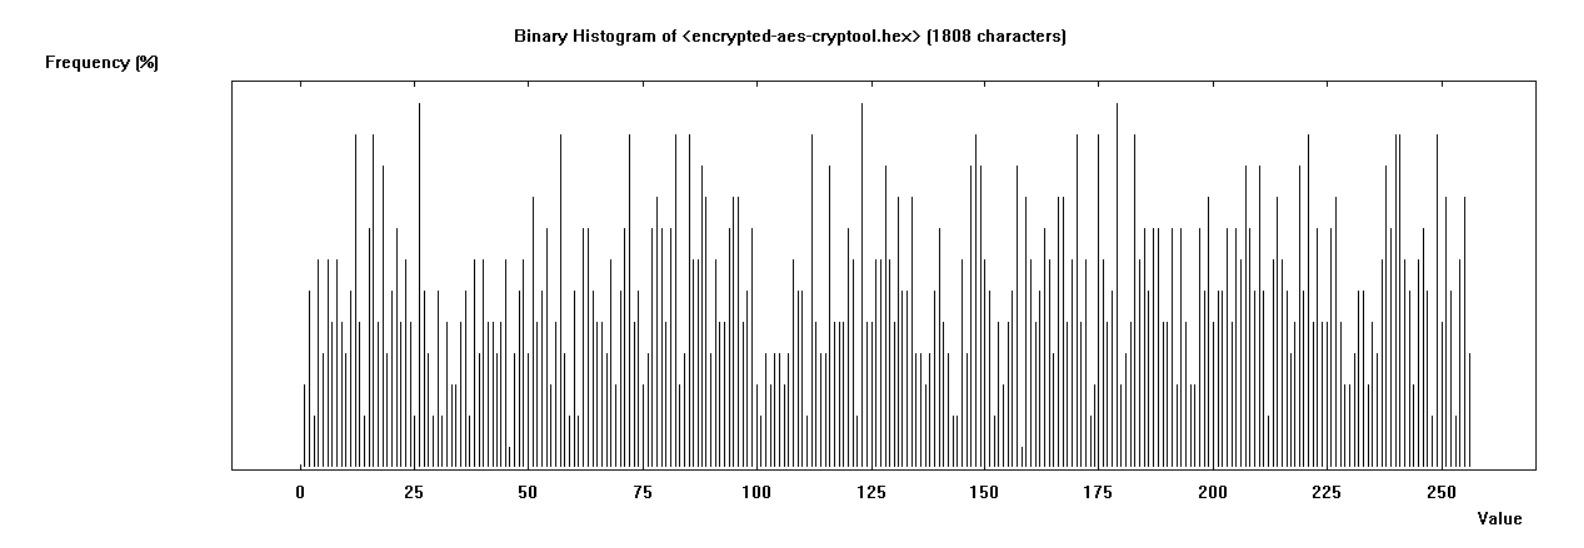 Binary Histogram of <encrypted-aes-cryptool.hex> (1808 characters)
Frequency (%)
0 25 50 75 100 125 150 175 200 225 250
Value